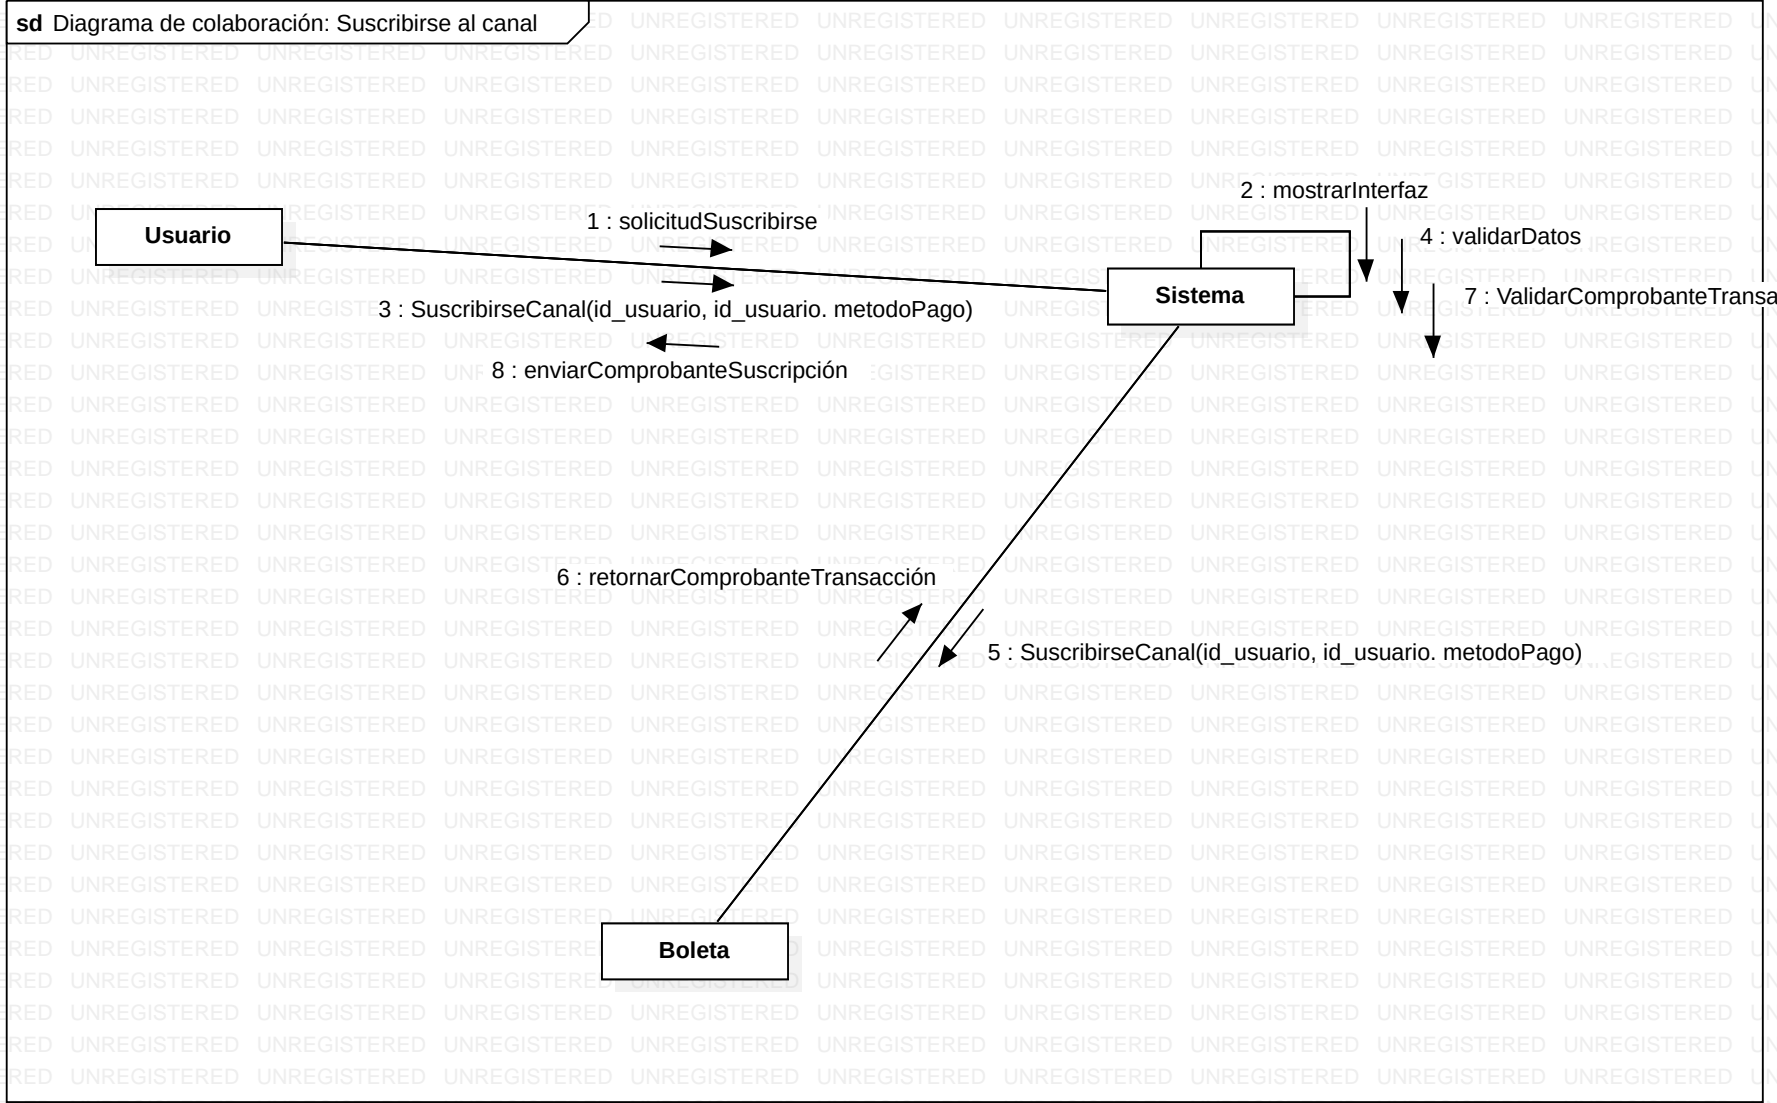 sd Diagrama de colaboración: Suscribirse al canal
2 : mostrarInterfaz
Usuario
1 : solicitudSuscribirse
4 : validarDatos
Sistema
7 : ValidarComprobanteTransa
3 : SuscribirseCanal(id_usuario, id_usuario. metodoPago)
8 : enviarComprobanteSuscripción
6 : retornarComprobanteTransacción
5 : SuscribirseCanal(id_usuario, id_usuario. metodoPago)
Boleta
UNREGISTERED